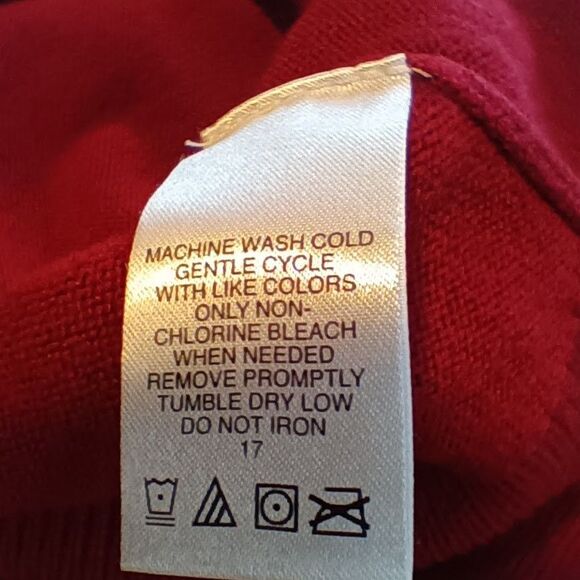 MACHINE WASH COLD
GENTLE CYCLE
WITH LIKE COLORS
ONLY NON-
CHLORINE BLEACH
WHEN NEEDED
REMOVE PROMPTLY
TUMBLE DRY LOW
DO NOT IRON
17